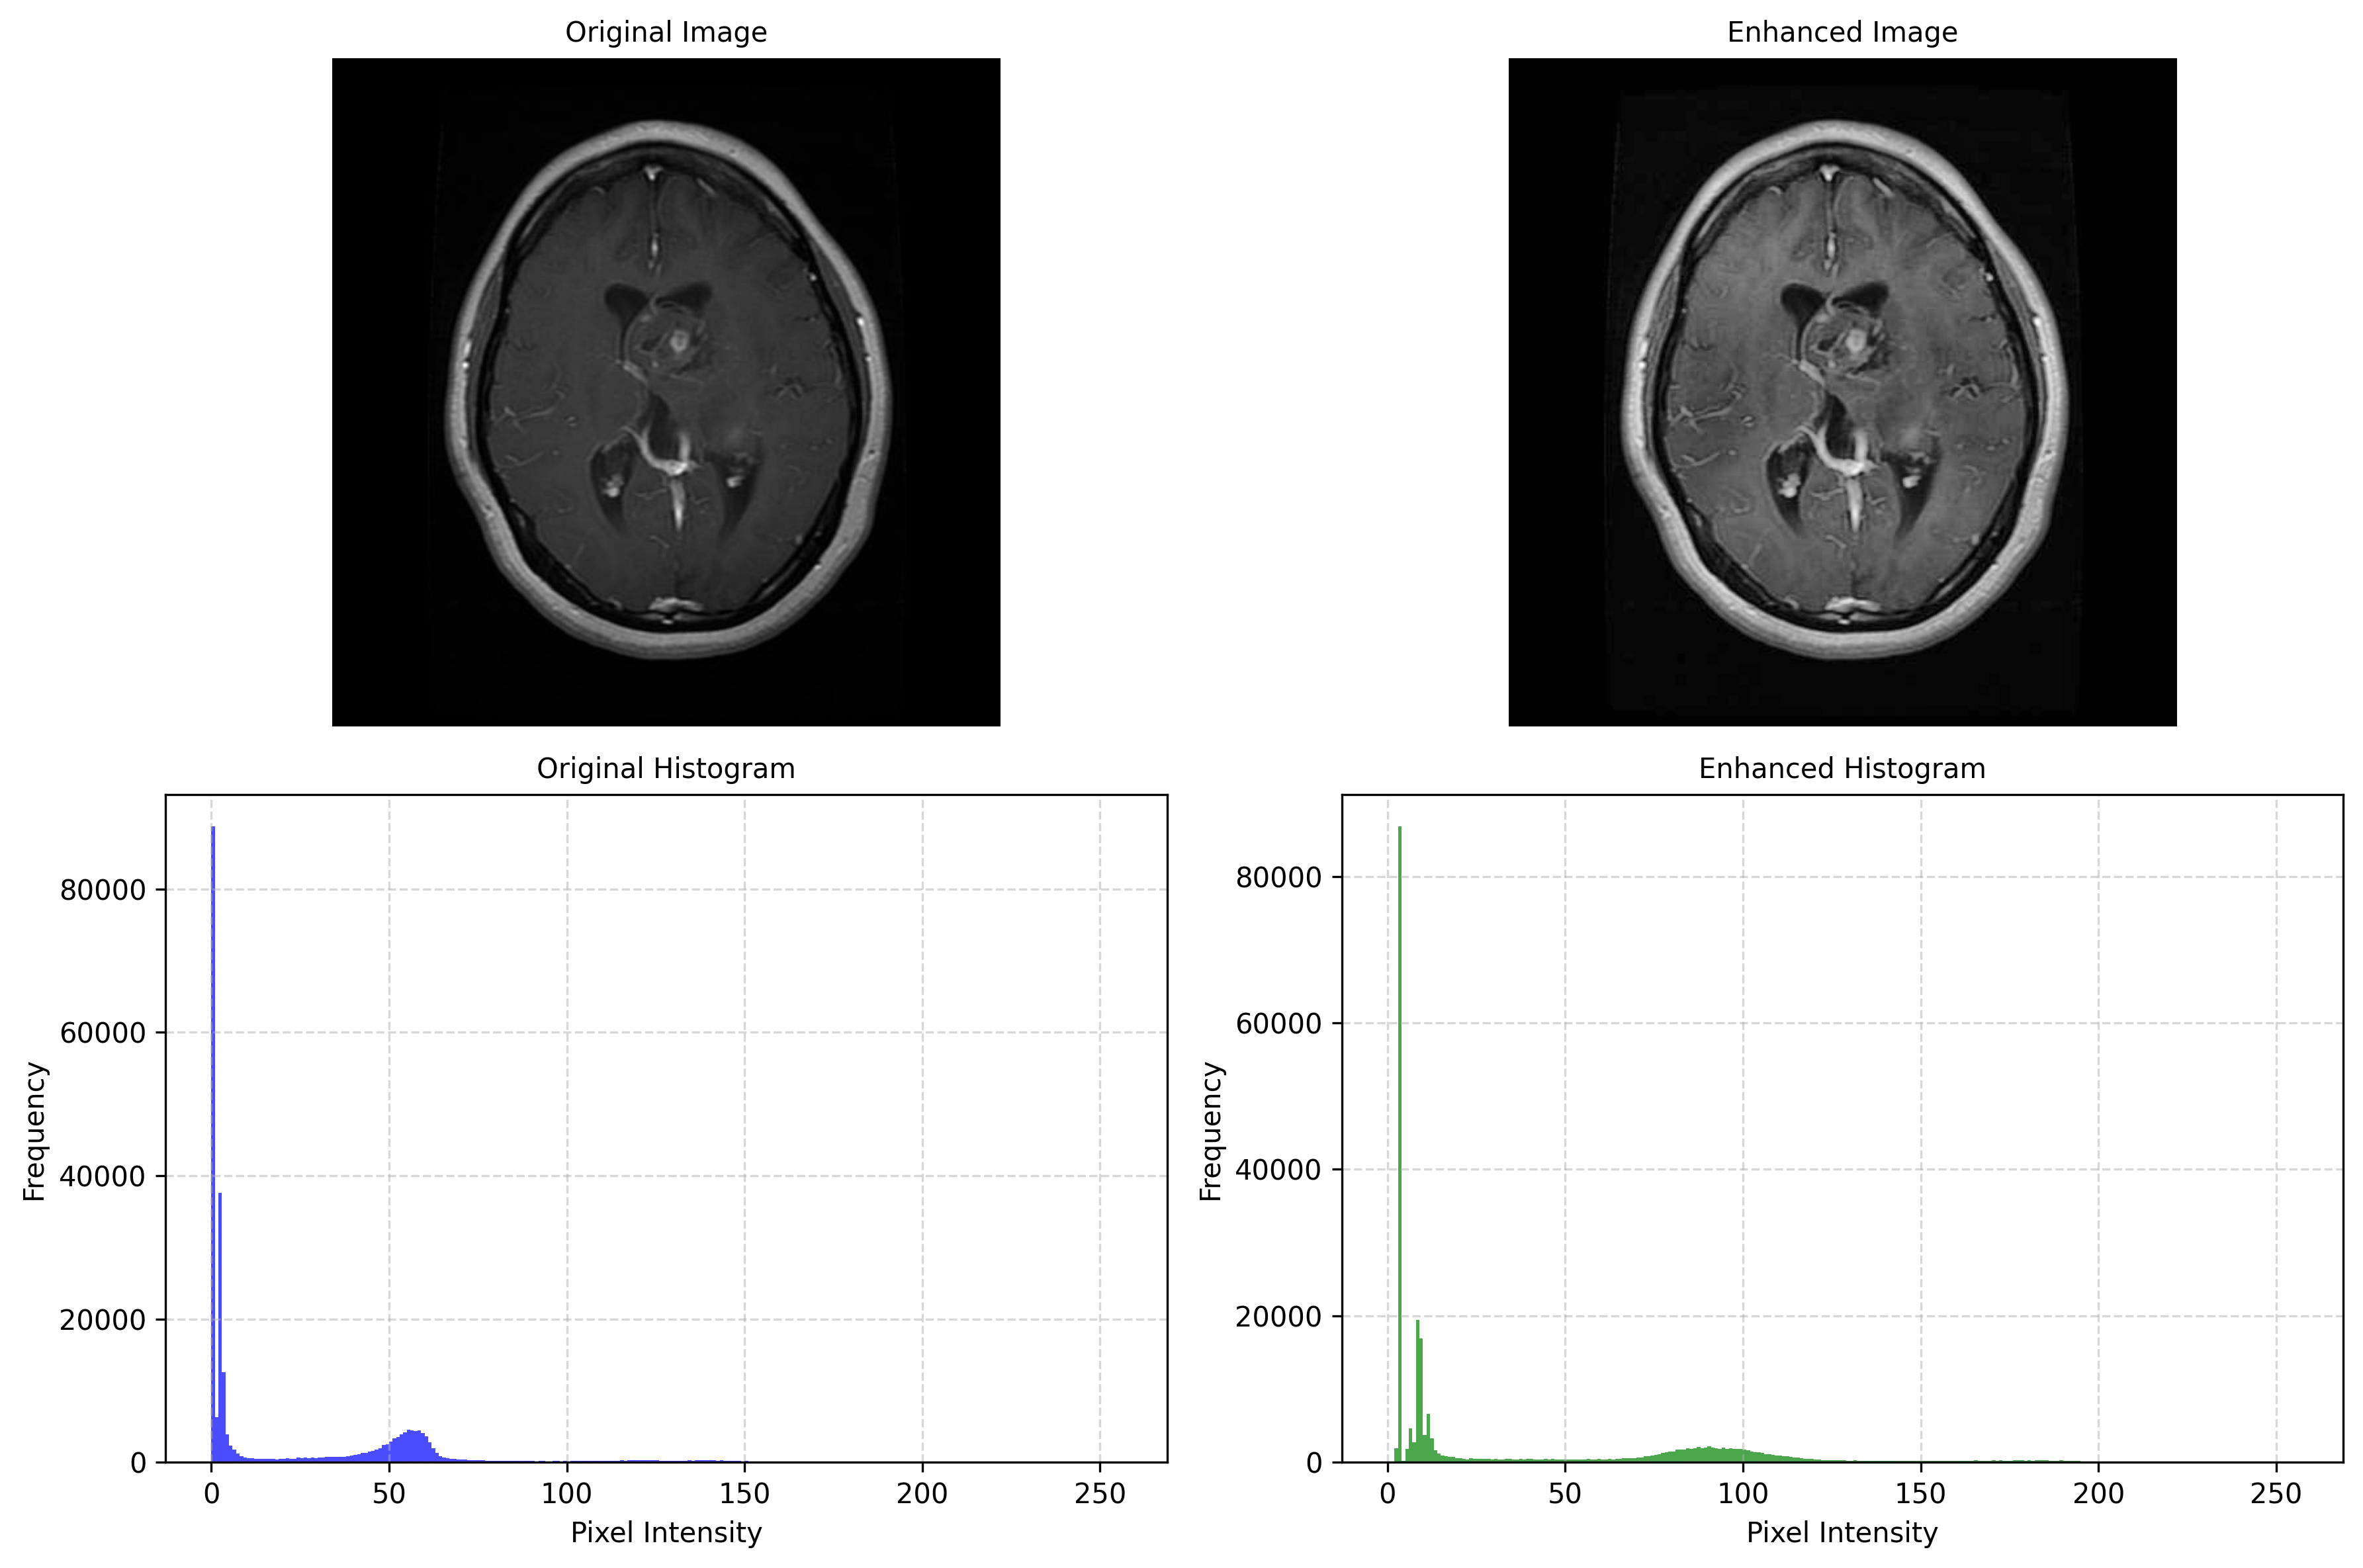 Original Image
Enhanced Image
Original Histogram
Enhanced Histogram
Frequency
80000
60000
40000
20000
0
0 50 100 150 200 250
Pixel Intensity
Frequency
80000
60000
40000
20000
0
0 50 100 150 200 250
Pixel Intensity